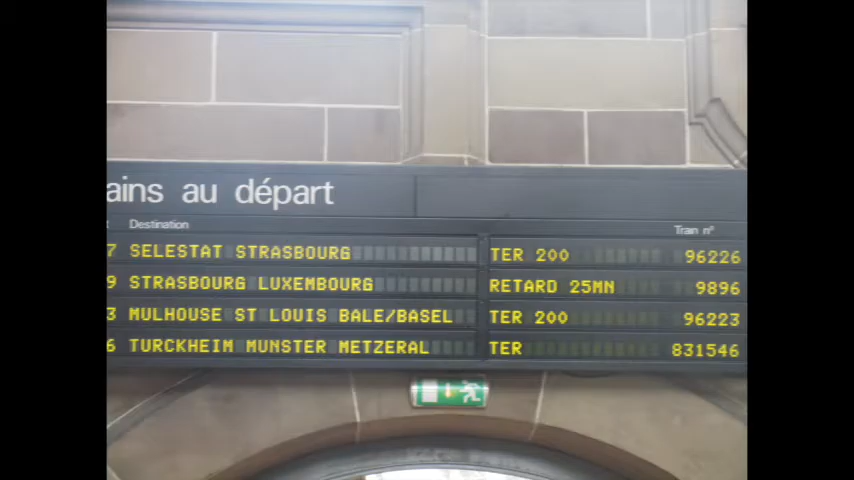 ains au départ
t Destination Train n°
7 SELESTAT STRASBOURG TER 200 96226
9 STRASBOURG LUXEMBOURG RETARD 25MN 9896
3 MULHOUSE ST LOUIS BALE/BASEL TER 200 96223
6 TURCKHEIM MUNSTER METZERAL TER 831546